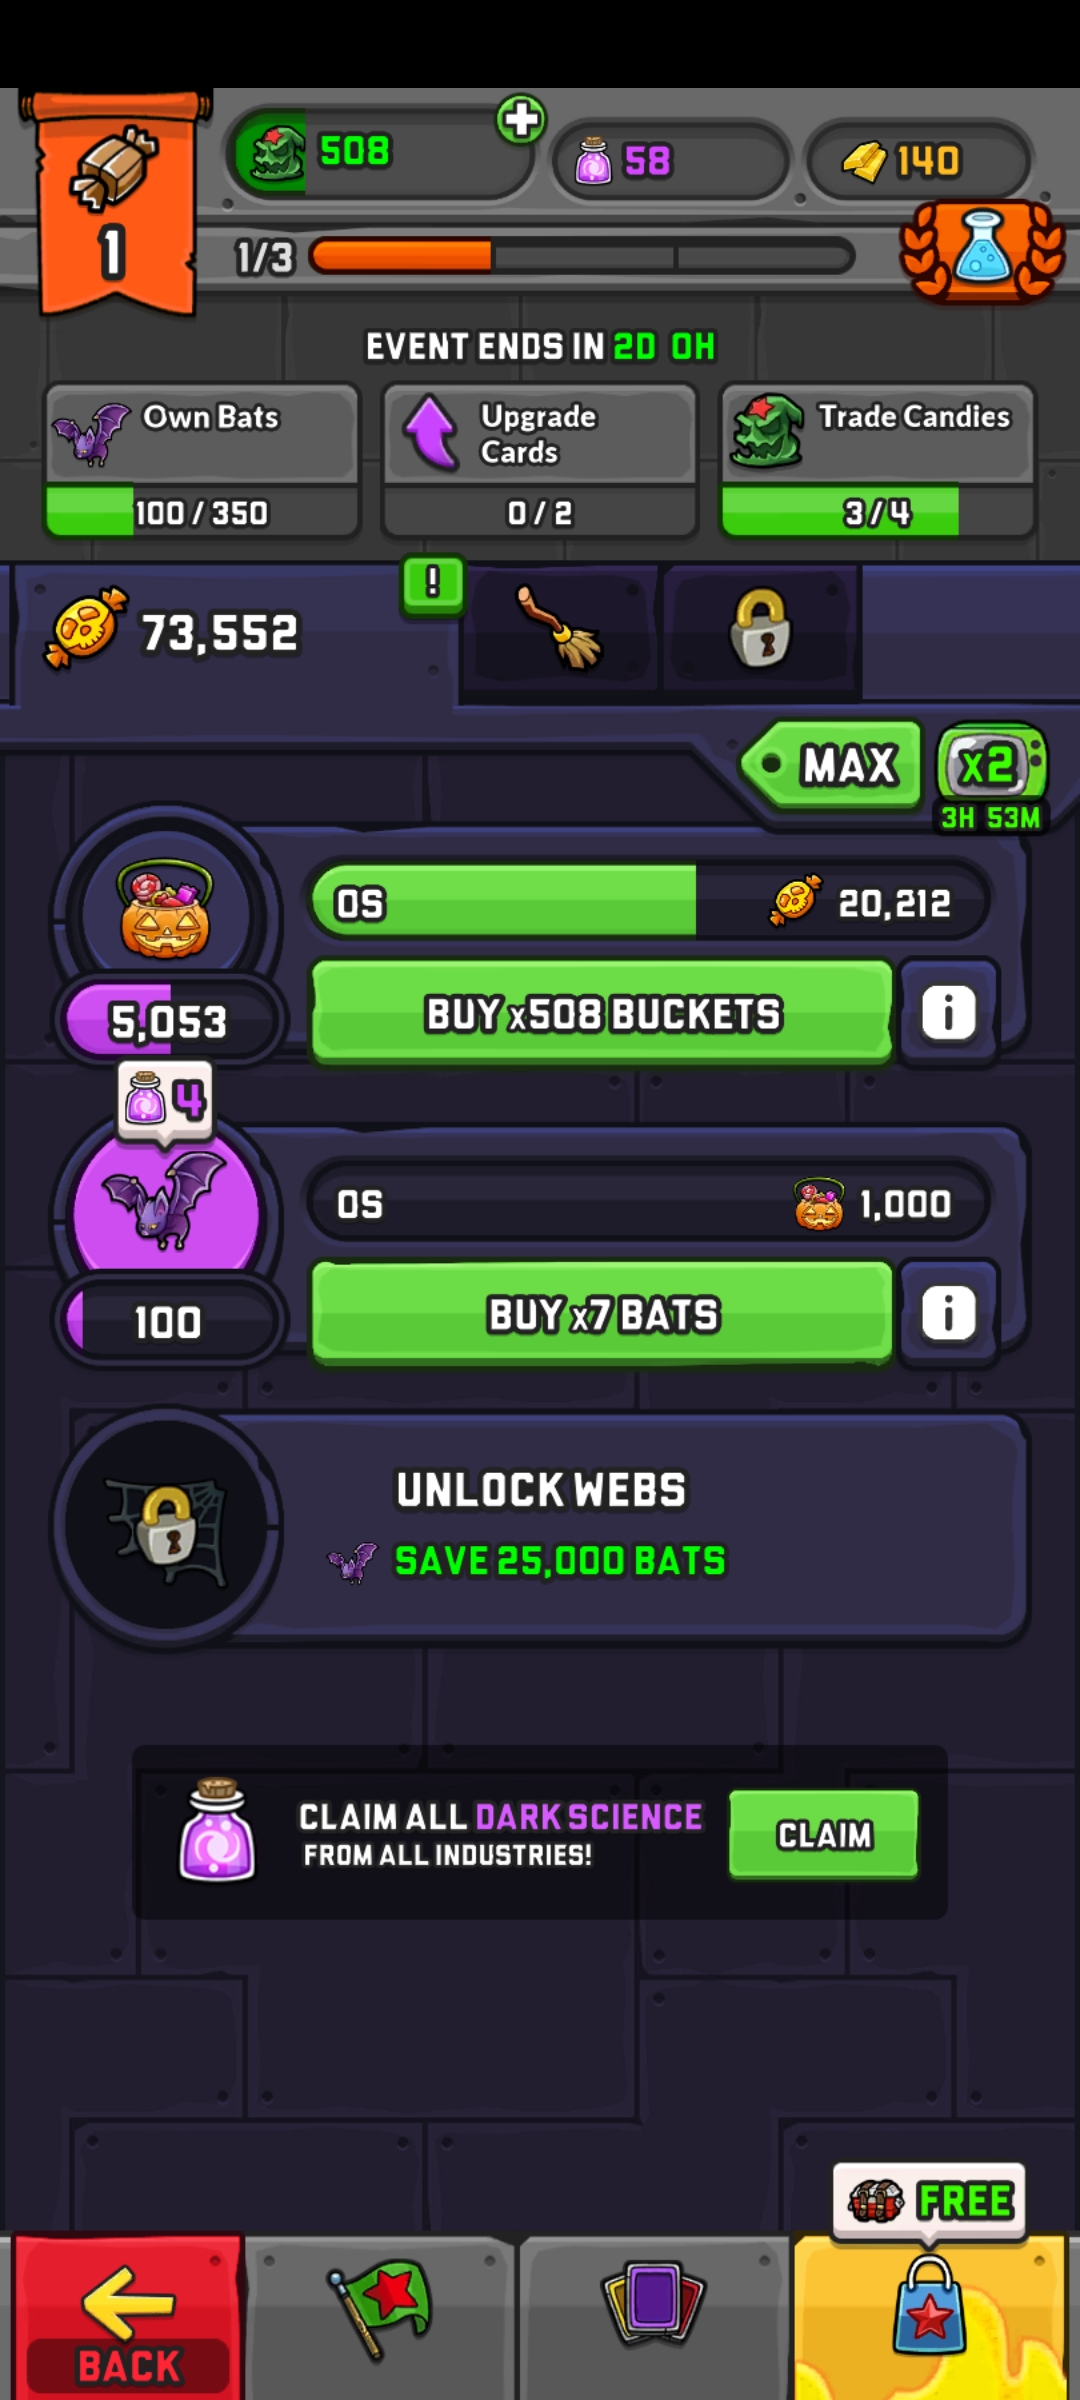 508
58
140
1
1/3
EVENT ENDS IN 2D 0H
Own Bats
100 / 350
Upgrade
Cards
0 / 2
Trade Candies
3 / 4
73,552
!
MAX
x2
3H 53M
0S
20,212
5,053
BUY x508 BUCKETS
i
4
0S
1,000
100
BUY x7 BATS
i
UNLOCK WEBS
SAVE 25,000 BATS
CLAIM ALL DARK SCIENCE
FROM ALL INDUSTRIES!
CLAIM
FREE
BACK